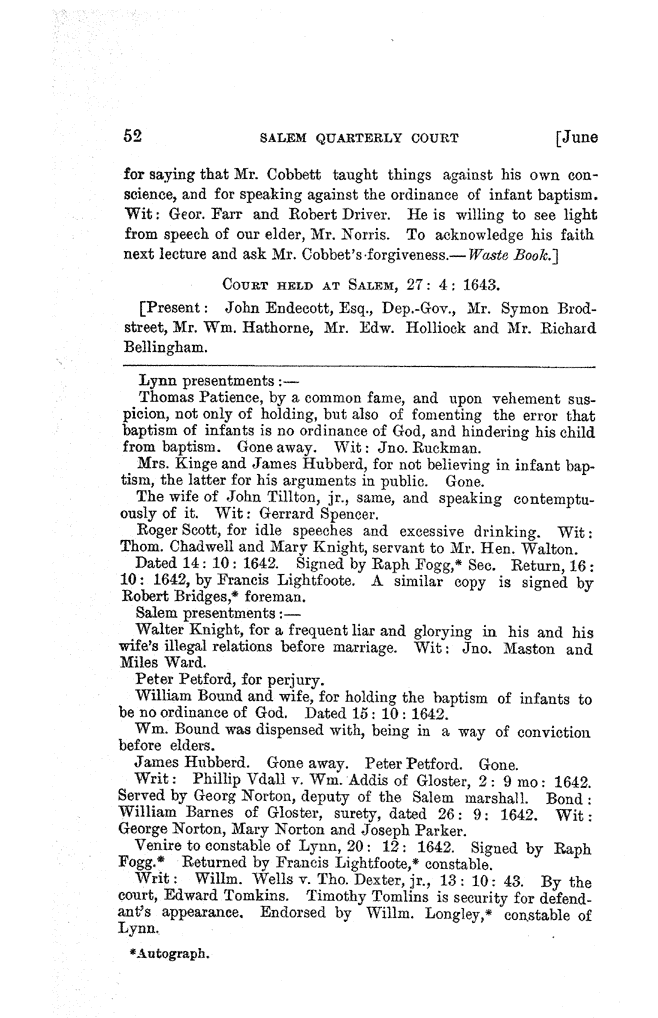 52 SALEM QUARTERLY COURT [June
for saying that Mr. Cobbett taught things against his own con-
science, and for speaking against the ordinance of infant baptism.
Wit: Geor. Farr and Robert Driver. He is willing to see light
from speech of our elder, Mr. Norris. To acknowledge his faith
next lecture and ask Mr. Cobbet's forgiveness.—Waste Book.]
COURT HELD AT SALEM, 27: 4: 1643.
[Present: John Endecott, Esq., Dep.-Gov., Mr. Symon Brod-
street, Mr. Wm. Hathorne, Mr. Edw. Holliock and Mr. Richard
Bellingham.
Lynn presentments:—
Thomas Patience, by a common fame, and upon vehement sus-
picion, not only of holding, but also of fomenting the error that
baptism of infants is no ordinance of God, and hindering his child
from baptism. Gone away. Wit: Jno. Ruckman.
Mrs. Kinge and James Hubberd, for not believing in infant bap-
tism, the latter for his arguments in public. Gone.
The wife of John Tillton, jr., same, and speaking contemptu-
ously of it. Wit: Gerrard Spencer.
Roger Scott, for idle speeches and excessive drinking. Wit:
Thom. Chadwell and Mary Knight, servant to Mr. Hen. Walton.
Dated 14: 10: 1642. Signed by Raph Fogg,* Sec. Return, 16:
10: 1642, by Francis Lightfoote. A similar copy is signed by
Robert Bridges,* foreman.
Salem presentments:—
Walter Knight, for a frequent liar and glorying in his and his
wife's illegal relations before marriage. Wit: Jno. Maston and
Miles Ward.
Peter Petford, for perjury.
William Bound and wife, for holding the baptism of infants to
be no ordinance of God. Dated 15: 10: 1642.
Wm. Bound was dispensed with, being in a way of conviction
before elders.
James Hubberd. Gone away. Peter Petford. Gone.
Writ: Phillip Vdall v. Wm. Addis of Gloster, 2: 9 mo: 1642.
Served by Georg Norton, deputy of the Salem marshall. Bond:
William Barnes of Gloster, surety, dated 26: 9: 1642. Wit:
George Norton, Mary Norton and Joseph Parker.
Venire to constable of Lynn, 20: 12: 1642. Signed by Raph
Fogg.* Returned by Francis Lightfoote,* constable.
Writ: Willm. Wells v. Tho. Dexter, jr., 13: 10: 43. By the
court, Edward Tomkins. Timothy Tomlins is security for defend-
ant's appearance. Endorsed by Willm. Longley,* constable of
Lynn.
*Autograph.